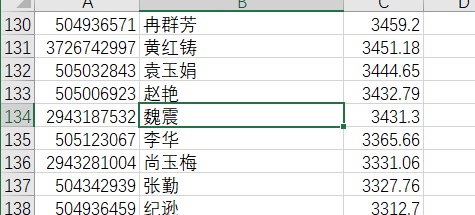 A B C D
130 504936571 冉群芳 3459.2
131 3726742997 黄红铸 3451.18
132 505032843 袁玉娟 3444.65
133 505006923 赵艳 3432.79
134 2943187532 魏震 3431.3
135 505123067 李华 3365.66
136 2943281004 尚玉梅 3331.06
137 504342939 张勤 3327.76
138 504936459 纪逊 3312.7